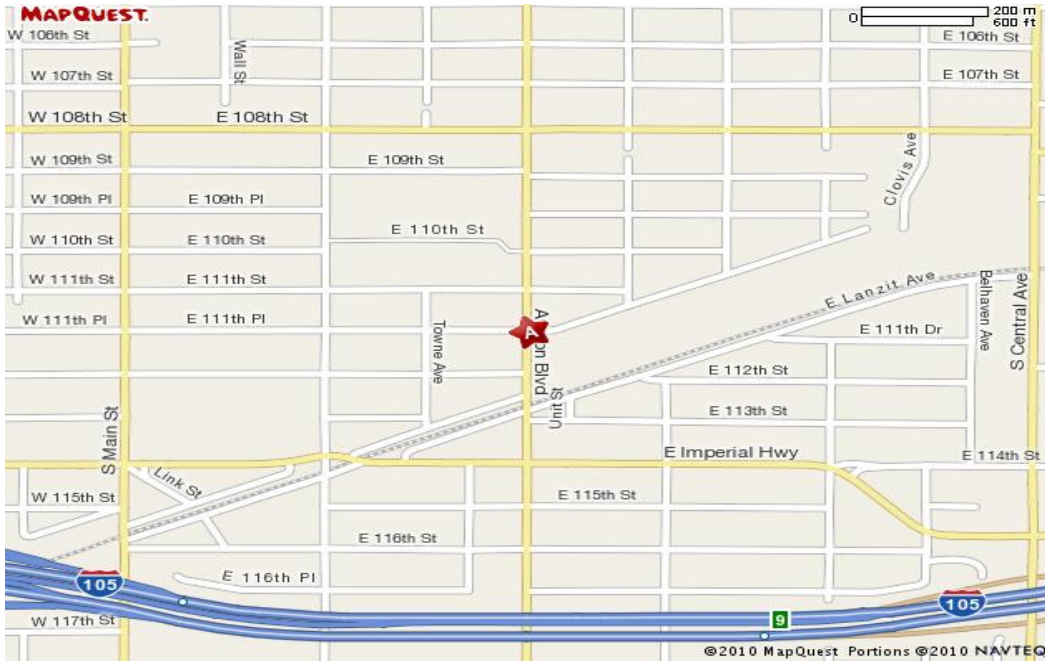 MAPQUEST.
0 200 m
600 ft
W 106th St
E 106th St
Wall St
W 107th St
E 107th St
W 108th St
E 108th St
W 109th St
E 109th St
Clovis Ave
W 109th Pl
E 109th Pl
W 110th St
E 110th St
E 110th St
W 111th St
E 111th St
E Lanzit Ave
Belhaven Ave
S Central Ave
W 111th Pl
E 111th Pl
Towne Ave
A
on Blvd
E 111th Dr
E 112th St
Unit St
E 113th St
S Main St
E Imperial Hwy
E 114th St
Link St
W 115th St
E 115th St
E 116th St
E 116th Pl
105
105
9
W 117th St
©2010 MapQuest Portions ©2010 NAVTEQ